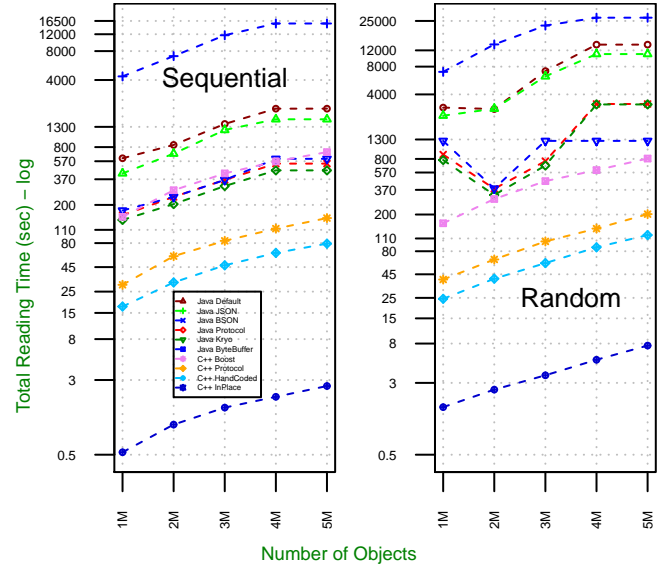 Total Reading Time (sec) – log
16500
12000
8000
4000
1300
800
570
370
200
110
80
45
25
15
8
3
0.5
Sequential
Java Default
Java JSON
Java BSON
Java Protocol
Java Kryo
Java ByteBuffer
C++ Boost
C++ Protocol
C++ HandCoded
C++ InPlace
1M
2M
3M
4M
5M
25000
12000
8000
4000
1300
800
570
370
200
110
80
45
25
15
8
3
0.5
Random
1M
2M
3M
4M
5M
Number of Objects